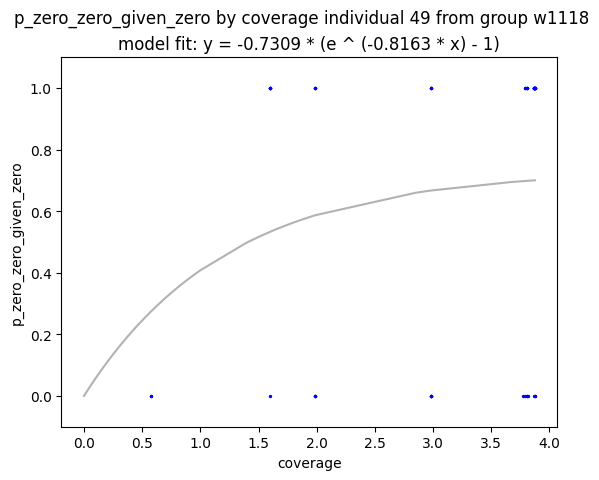 p_zero_zero_given_zero by coverage individual 49 from group w1118
model fit: y = -0.7309 * (e ^ (-0.8163 * x) - 1)
1.0
0.8
0.6
0.4
0.2
0.0
p_zero_zero_given_zero
0.0 0.5 1.0 1.5 2.0 2.5 3.0 3.5 4.0
coverage